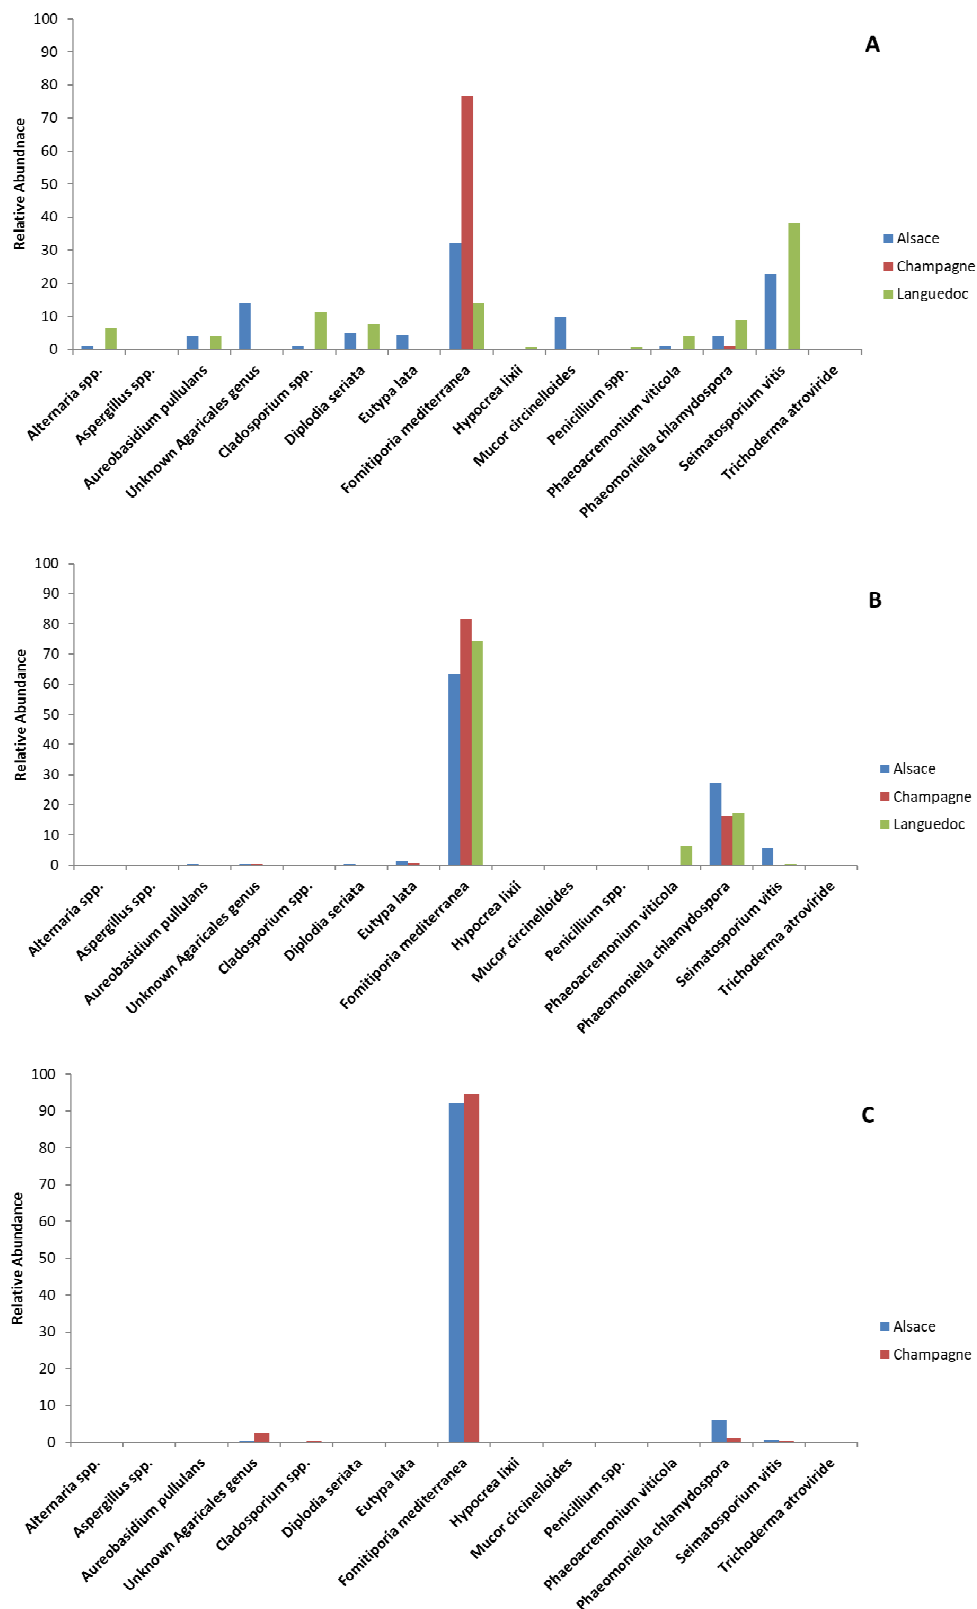 A
Relative Abundnace
100
90
80
70
60
50
40
30
20
10
0
Alternaria spp.
Aspergillus spp.
Aureobasidium pullulans
Unknown Agaricales genus
Cladosporium spp.
Diplodia seriata
Eutypa lata
Fomitiporia mediterranea
Hypocrea lixii
Mucor circinelloides
Penicillium spp.
Phaeoacremonium viticola
Phaeomoniella chlamydospora
Seimatosporium vitis
Trichoderma atroviride
Alsace
Champagne
Languedoc
B
Relative Abundance
100
90
80
70
60
50
40
30
20
10
0
Alternaria spp.
Aspergillus spp.
Aureobasidium pullulans
Unknown Agaricales genus
Cladosporium spp.
Diplodia seriata
Eutypa lata
Fomitiporia mediterranea
Hypocrea lixii
Mucor circinelloides
Penicillium spp.
Phaeoacremonium viticola
Phaeomoniella chlamydospora
Seimatosporium vitis
Trichoderma atroviride
Alsace
Champagne
Languedoc
C
Relative Abundance
100
90
80
70
60
50
40
30
20
10
0
Alternaria spp.
Aspergillus spp.
Aureobasidium pullulans
Unknown Agaricales genus
Cladosporium spp.
Diplodia seriata
Eutypa lata
Fomitiporia mediterranea
Hypocrea lixii
Mucor circinelloides
Penicillium spp.
Phaeoacremonium viticola
Phaeomoniella chlamydospora
Seimatosporium vitis
Trichoderma atroviride
Alsace
Champagne